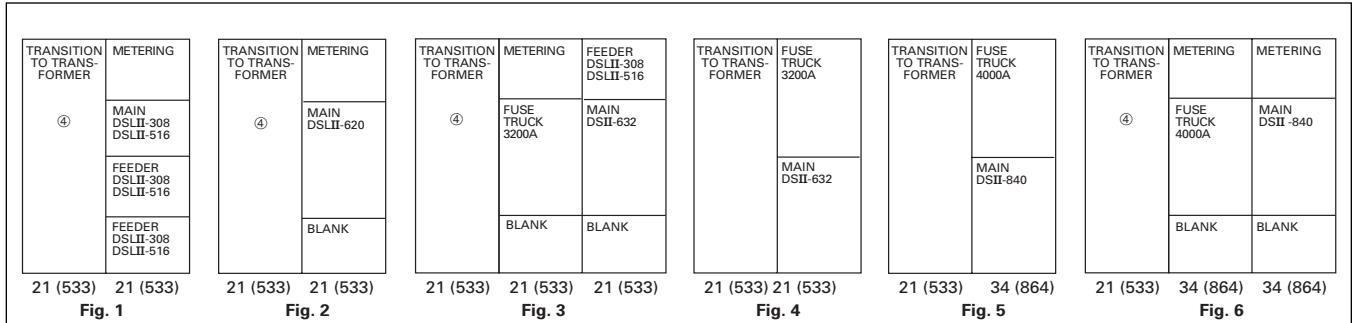 TRANSITION
TO TRANS-
FORMER
④
METERING
MAIN
DSLII-308
DSLII-516
FEEDER
DSLII-308
DSLII-516
FEEDER
DSLII-308
DSLII-516
21 (533) 21 (533)
Fig. 1
TRANSITION
TO TRANS-
FORMER
④
METERING
MAIN
DSLII-620
BLANK
21 (533) 21 (533)
Fig. 2
TRANSITION
TO TRANS-
FORMER
④
METERING
FUSE
TRUCK
3200A
BLANK
FEEDER
DSLII-308
DSLII-516
MAIN
DSII-632
BLANK
21 (533) 21 (533) 21 (533)
Fig. 3
TRANSITION
TO TRANS-
FORMER
FUSE
TRUCK
3200A
MAIN
DSII-632
21 (533) 21 (533)
Fig. 4
TRANSITION
TO TRANS-
FORMER
FUSE
TRUCK
4000A
MAIN
DSII-840
21 (533) 34 (864)
Fig. 5
TRANSITION
TO TRANS-
FORMER
④
METERING
FUSE
TRUCK
4000A
BLANK
METERING
MAIN
DSII -840
BLANK
21 (533) 34 (864) 34 (864)
Fig. 6